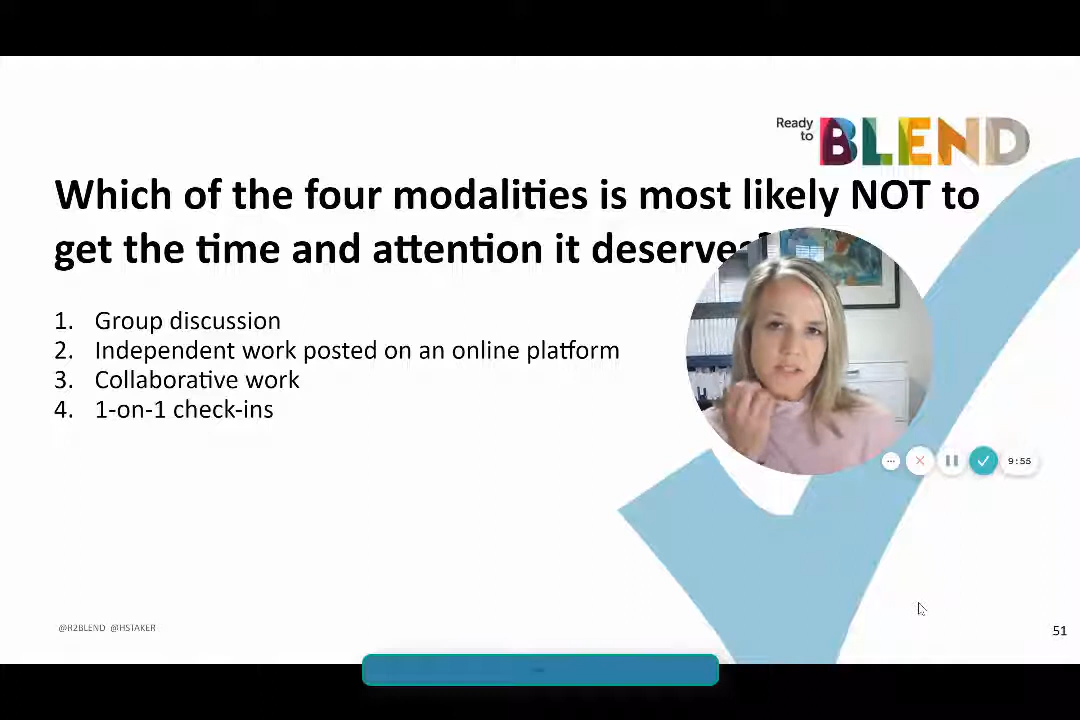 Ready
to
BLEND
Which of the four modalities is most likely NOT to
get the time and attention it deserves?
1. Group discussion
2. Independent work posted on an online platform
3. Collaborative work
4. 1-on-1 check-ins
9:55
@R2BLEND @HSTAKER
51